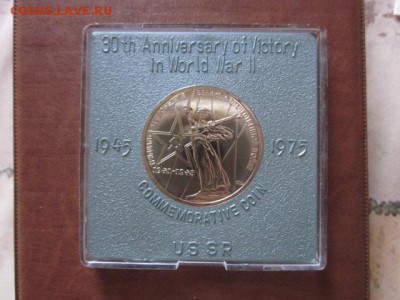 COINS.LAVE.RU
30th Anniversary of Victory
in World War II
1945
1975
COMMEMORATIVE COIN
USSR